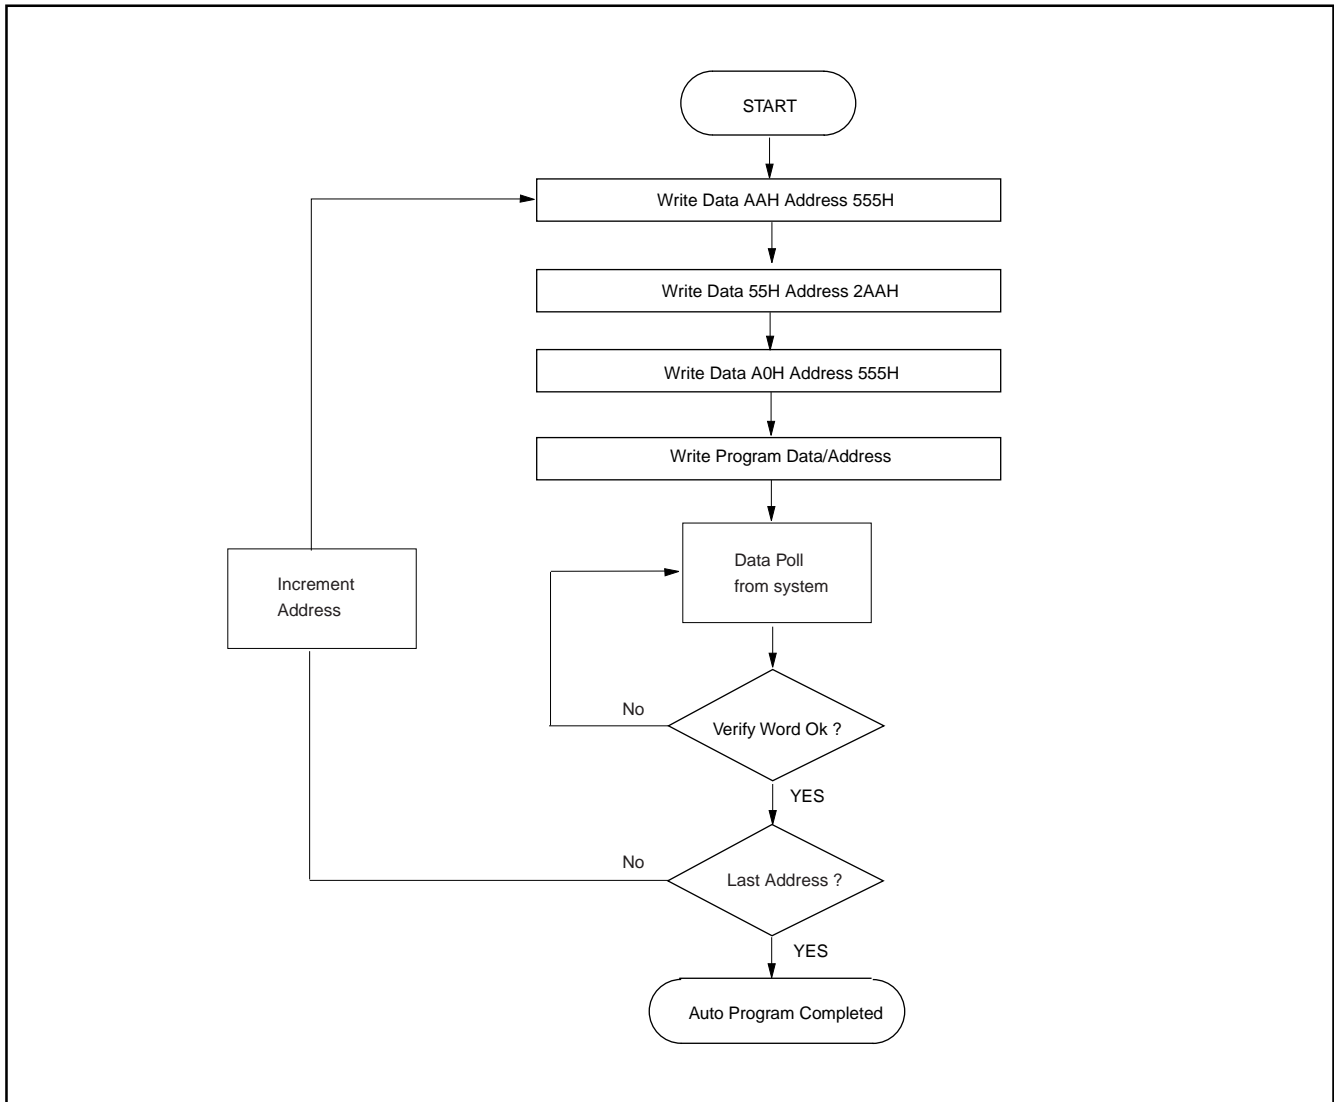 START
Write Data AAH Address 555H
Write Data 55H Address 2AAH
Write Data A0H Address 555H
Write Program Data/Address
Data Poll
from system
Increment
Address
No
Verify Word Ok ?
YES
No
Last Address ?
YES
Auto Program Completed